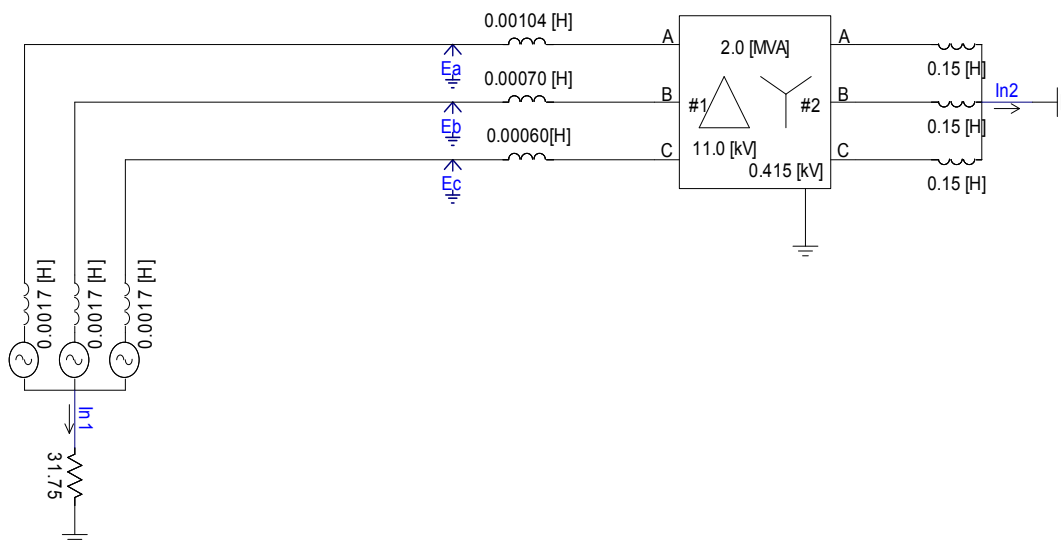 0.00104 [H]
A
2.0 [MVA]
A
Ea
0.00070 [H]
0.15 [H]
In2
B
#1
#2
B
Eb
0.15 [H]
0.00060[H]
11.0 [kV]
C
0.415 [kV]
C
Ec
0.15 [H]
0.0017 [H]
0.0017 [H]
0.0017 [H]
In1
31.75